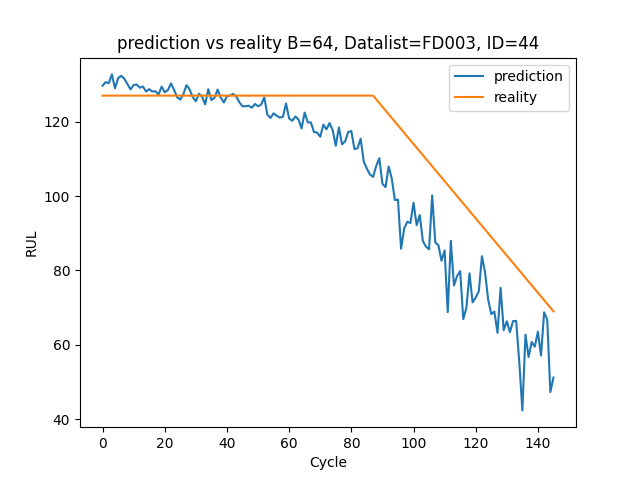 prediction vs reality B=64, Datalist=FD003, ID=44
prediction
reality
120
100
80
60
40
RUL
0 20 40 60 80 100 120 140
Cycle